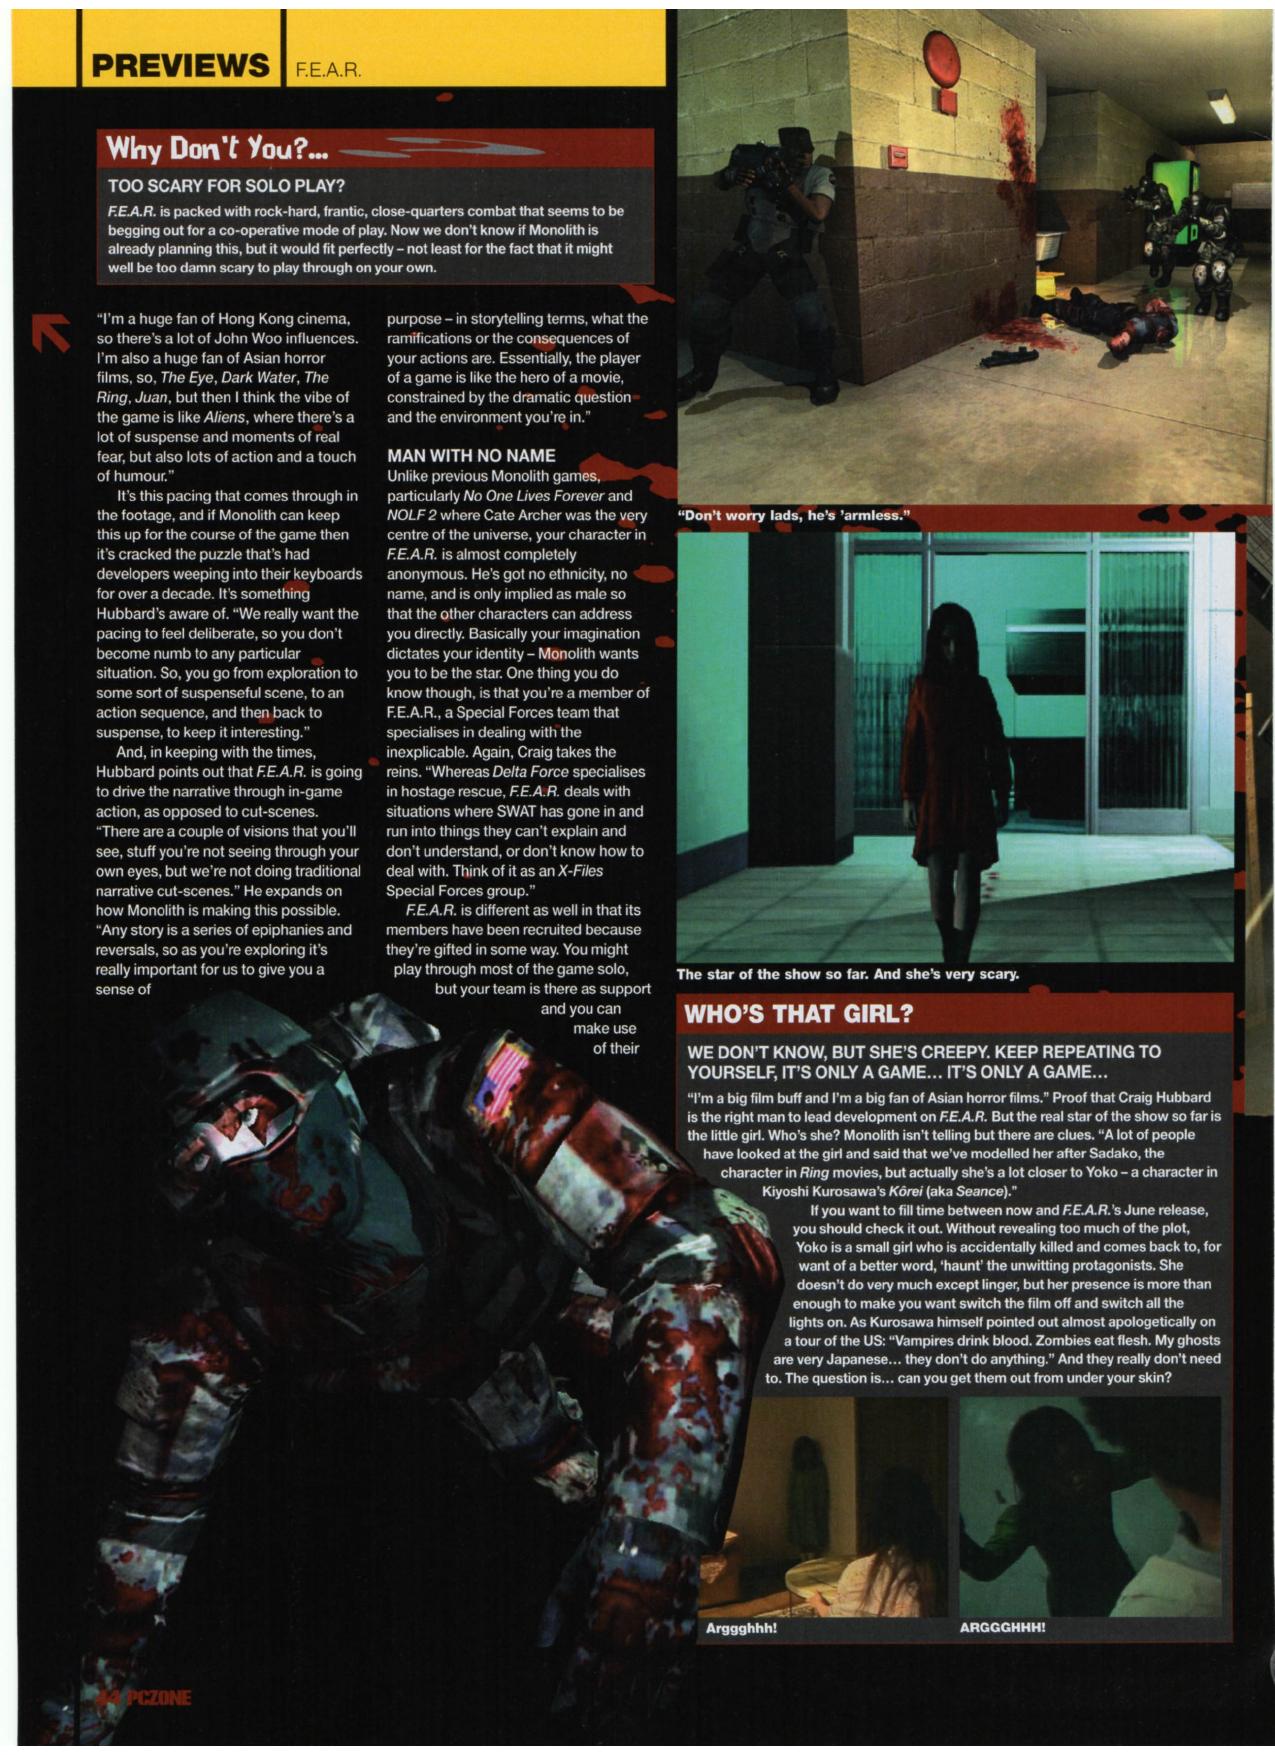 PREVIEWS
F.E.A.R.
Why Don't You?...
TOO SCARY FOR SOLO PLAY?
F.E.A.R. is packed with rock-hard, frantic, close-quarters combat that seems to be
begging out for a co-operative mode of play. Now we don't know if Monolith is
already planning this, but it would fit perfectly – not least for the fact that it might
well be too damn scary to play through on your own.
"I'm a huge fan of Hong Kong cinema,
so there's a lot of John Woo influences.
I'm also a huge fan of Asian horror
films, so, The Eye, Dark Water, The
Ring, Juan, but then I think the vibe of
the game is like Aliens, where there's a
lot of suspense and moments of real
fear, but also lots of action and a touch
of humour."
It's this pacing that comes through in
the footage, and if Monolith can keep
this up for the course of the game then
it's cracked the puzzle that's had
developers weeping into their keyboards
for over a decade. It's something
Hubbard's aware of. "We really want the
pacing to feel deliberate, so you don't
become numb to any particular
situation. So, you go from exploration to
some sort of suspenseful scene, to an
action sequence, and then back to
suspense, to keep it interesting."
And, in keeping with the times,
Hubbard points out that F.E.A.R. is going
to drive the narrative through in-game
action, as opposed to cut-scenes.
"There are a couple of visions that you'll
see, stuff you're not seeing through your
own eyes, but we're not doing traditional
narrative cut-scenes." He expands on
how Monolith is making this possible.
"Any story is a series of epiphanies and
reversals, so as you're exploring it's
really important for us to give you a
sense of
purpose – in storytelling terms, what the
ramifications or the consequences of
your actions are. Essentially, the player
of a game is like the hero of a movie,
constrained by the dramatic question
and the environment you're in."
MAN WITH NO NAME
Unlike previous Monolith games,
particularly No One Lives Forever and
NOLF 2 where Cate Archer was the very
centre of the universe, your character in
F.E.A.R. is almost completely
anonymous. He's got no ethnicity, no
name, and is only implied as male so
that the other characters can address
you directly. Basically your imagination
dictates your identity – Monolith wants
you to be the star. One thing you do
know though, is that you're a member of
F.E.A.R., a Special Forces team that
specialises in dealing with the
inexplicable. Again, Craig takes the
reins. "Whereas Delta Force specialises
in hostage rescue, F.E.A.R. deals with
situations where SWAT has gone in and
run into things they can't explain and
don't understand, or don't know how to
deal with. Think of it as an X-Files
Special Forces group."
F.E.A.R. is different as well in that its
members have been recruited because
they're gifted in some way. You might
play through most of the game solo,
but your team is there as support
and you can
make use
of their
"Don't worry lads, he's 'armless."
The star of the show so far. And she's very scary.
WHO'S THAT GIRL?
WE DON'T KNOW, BUT SHE'S CREEPY. KEEP REPEATING TO
YOURSELF, IT'S ONLY A GAME... IT'S ONLY A GAME...
"I'm a big film buff and I'm a big fan of Asian horror films." Proof that Craig Hubbard
is the right man to lead development on F.E.A.R. But the real star of the show so far is
the little girl. Who's she? Monolith isn't telling but there are clues. "A lot of people
have looked at the girl and said that we've modelled her after Sadako, the
character in Ring movies, but actually she's a lot closer to Yoko – a character in
Kiyoshi Kurosawa's Kôrei (aka Seance)."
If you want to fill time between now and F.E.A.R.'s June release,
you should check it out. Without revealing too much of the plot,
Yoko is a small girl who is accidentally killed and comes back to, for
want of a better word, 'haunt' the unwitting protagonists. She
doesn't do very much except linger, but her presence is more than
enough to make you want switch the film off and switch all the
lights on. As Kurosawa himself pointed out almost apologetically on
a tour of the US: "Vampires drink blood. Zombies eat flesh. My ghosts
are very Japanese... they don't do anything." And they really don't need
to. The question is... can you get them out from under your skin?
Arggghhh!
ARGGGHHH!
44 PCZONE